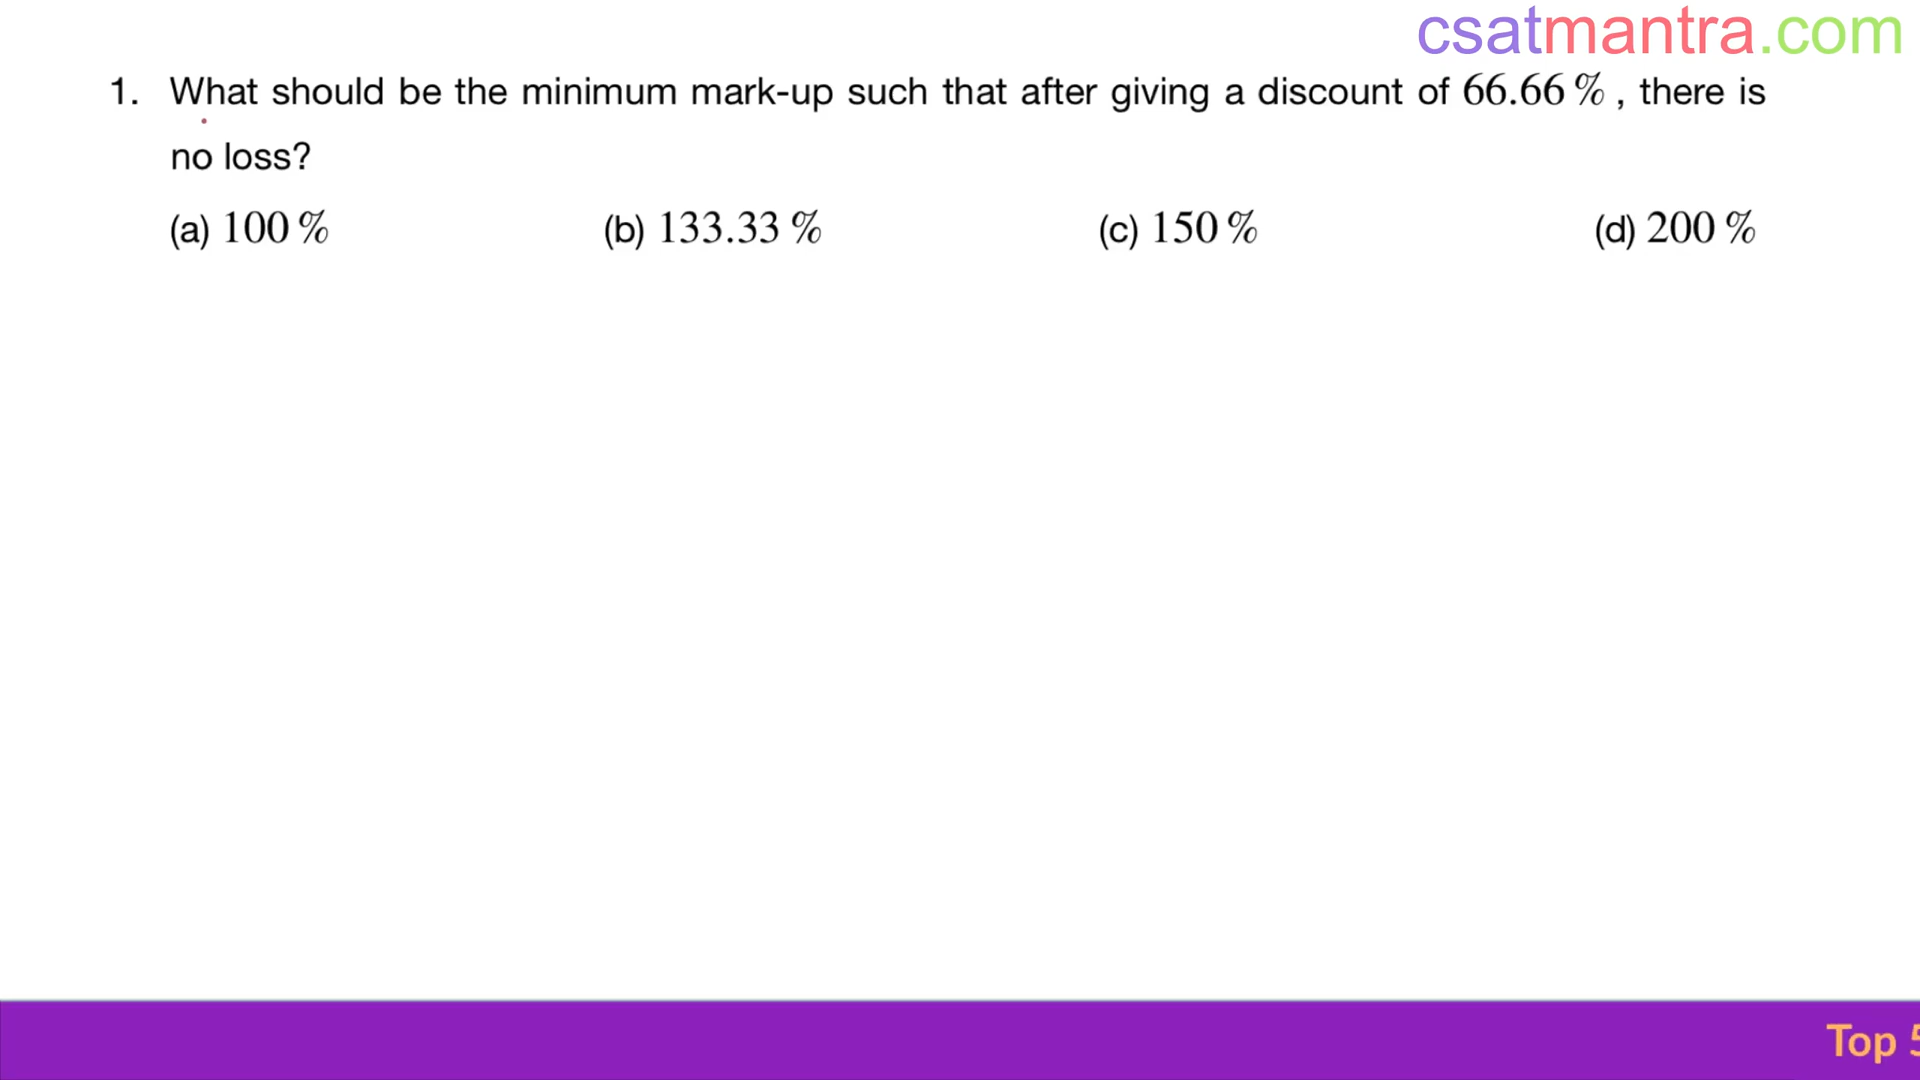 csatmantra.com
1. What should be the minimum mark-up such that after giving a discount of 66.66 % , there is
no loss?
(a) 100 % (b) 133.33 % (c) 150 % (d) 200 %
Top 5